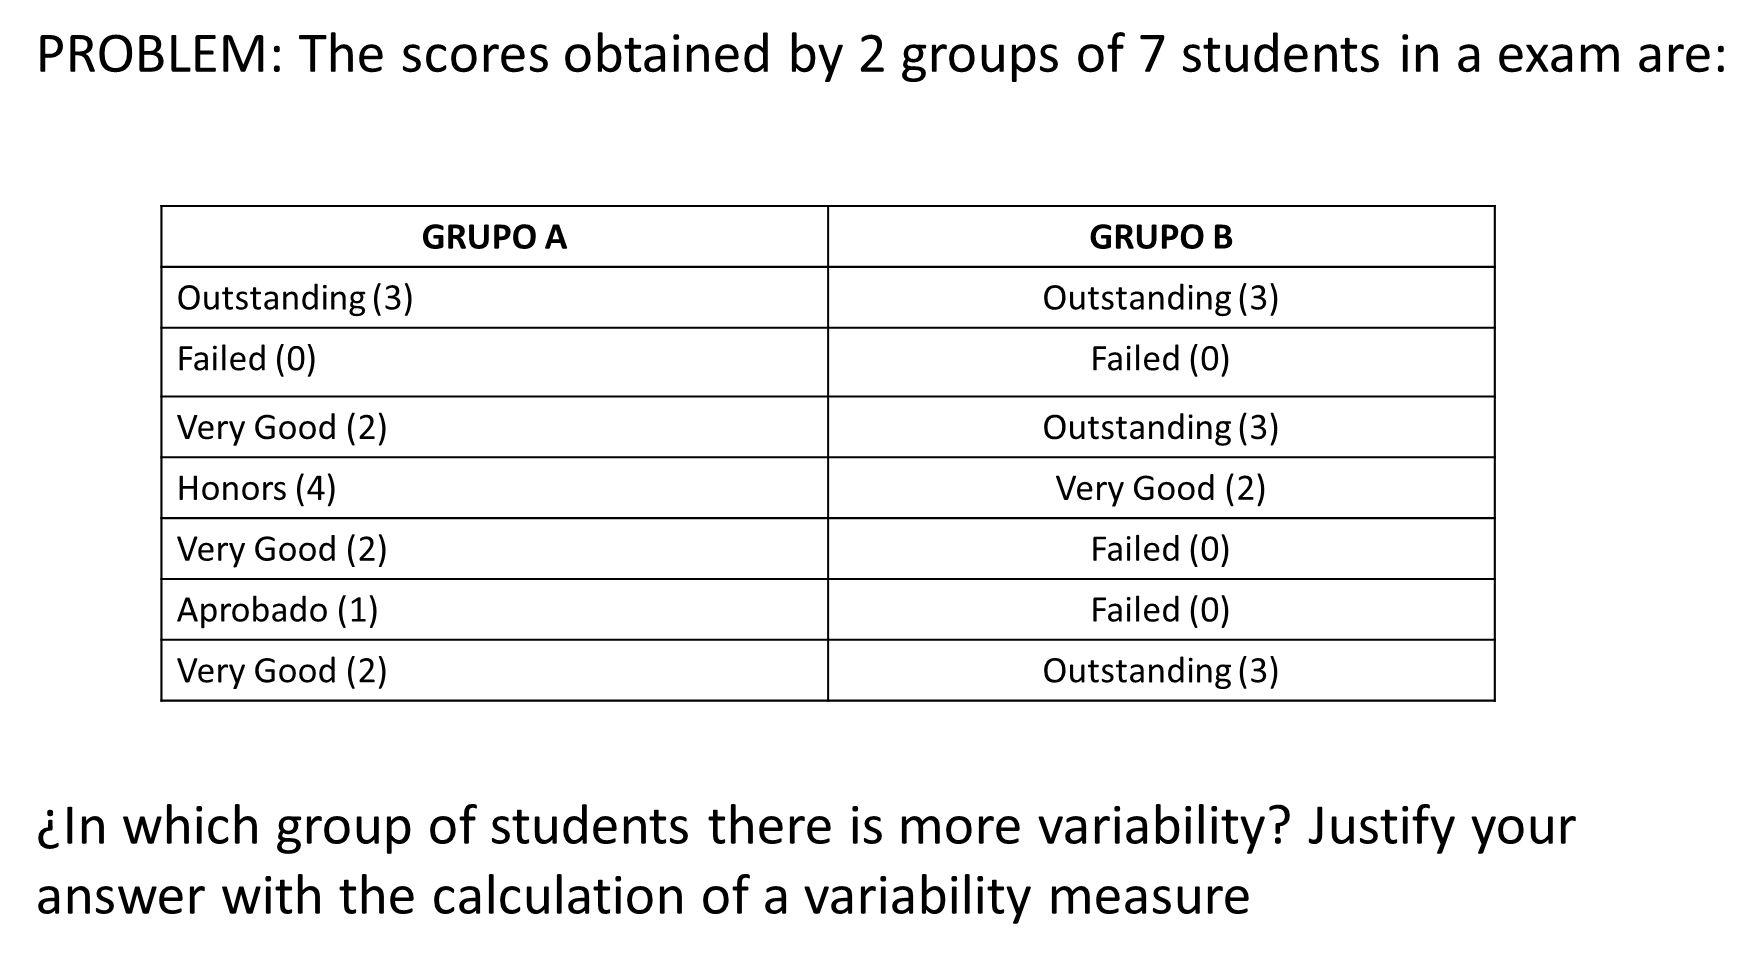 PROBLEM: The scores obtained by 2 groups of 7 students in a exam are:
GRUPO A GRUPO B
Outstanding (3) Outstanding (3)
Failed (0) Failed (0)
Very Good (2) Outstanding (3)
Honors (4) Very Good (2)
Very Good (2) Failed (0)
Aprobado (1) Failed (0)
Very Good (2) Outstanding (3)
¿In which group of students there is more variability? Justify your
answer with the calculation of a variability measure